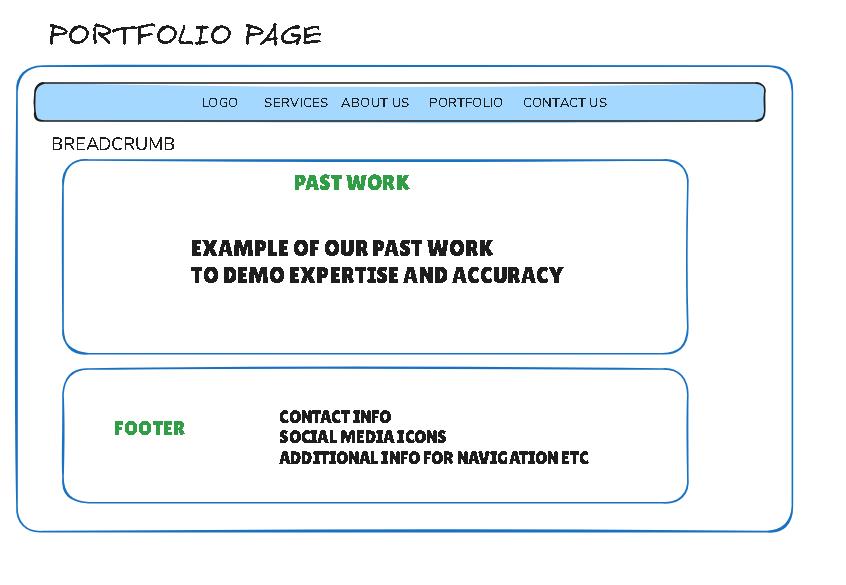 PORTFOLIO PAGE
LOGO SERVICES ABOUT US PORTFOLIO CONTACT US
BREADCRUMB
PAST WORK
EXAMPLE OF OUR PAST WORK
TO DEMO EXPERTISE AND ACCURACY
FOOTER
CONTACT INFO
SOCIAL MEDIA ICONS
ADDITIONAL INFO FOR NAVIGATION ETC